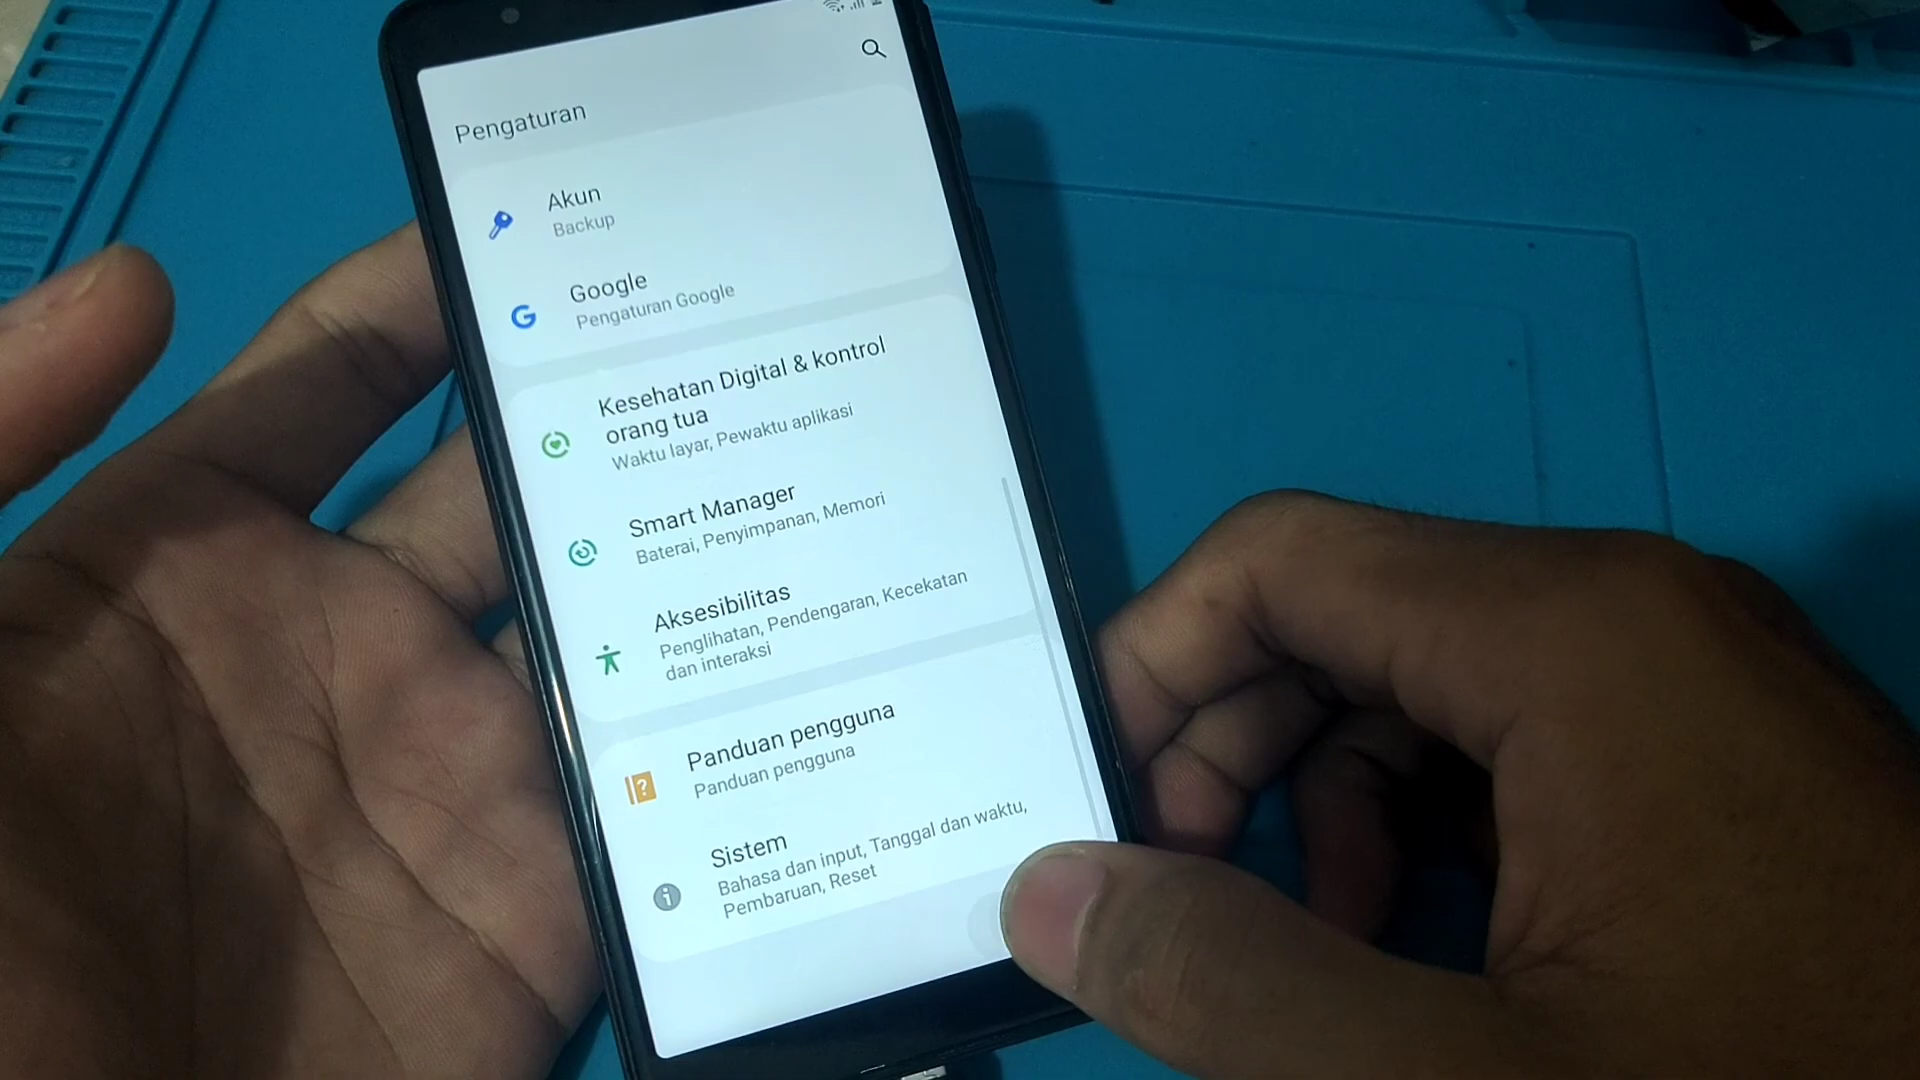 Pengaturan
Akun
Backup
Google
Pengaturan Google
Kesehatan Digital & kontrol
orang tua
Waktu layar, Pewaktu aplikasi
Smart Manager
Baterai, Penyimpanan, Memori
Aksesibilitas
Penglihatan, Pendengaran, Kecekatan
dan interaksi
Panduan pengguna
Panduan pengguna
Sistem
Bahasa dan input, Tanggal dan waktu,
Pembaruan, Reset